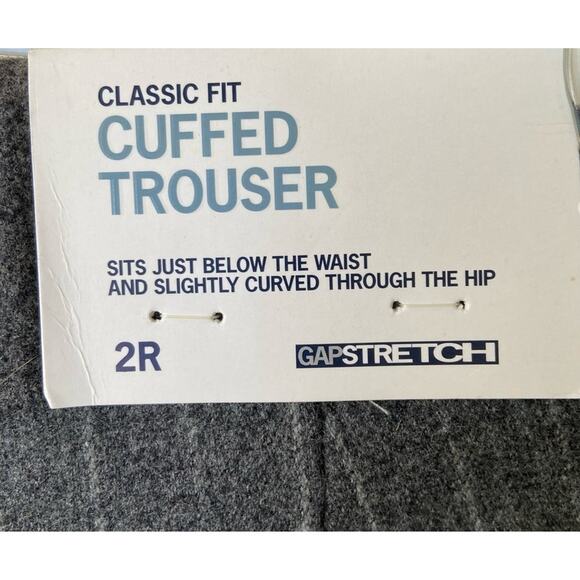 CLASSIC FIT
CUFFED
TROUSER
SITS JUST BELOW THE WAIST
AND SLIGHTLY CURVED THROUGH THE HIP
2R
GAPSTRETCH